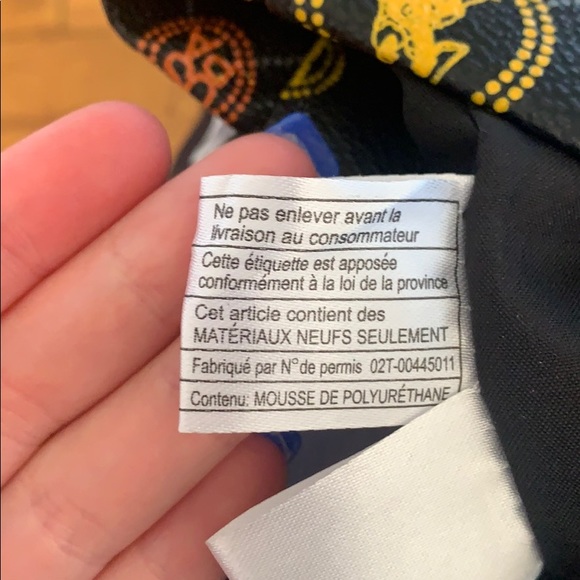 Ne pas enlever avant la
livraison au consommateur
Cette étiquette est apposée
conformément à la loi de la province
Cet article contient des
MATÉRIAUX NEUFS SEULEMENT
Fabriqué par N° de permis 02T-00445011
Contenu: MOUSSE DE POLYURÉTHANE